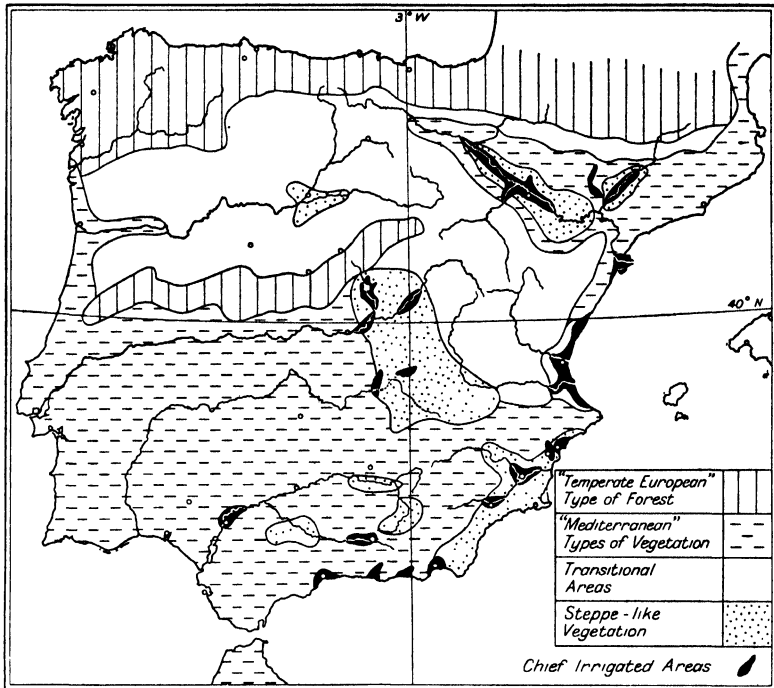 3° W
40° N
"Temperate European"
Type of Forest
"Mediterranean"
Types of Vegetation
Transitional
Areas
Steppe-like
Vegetation
Chief Irrigated Areas